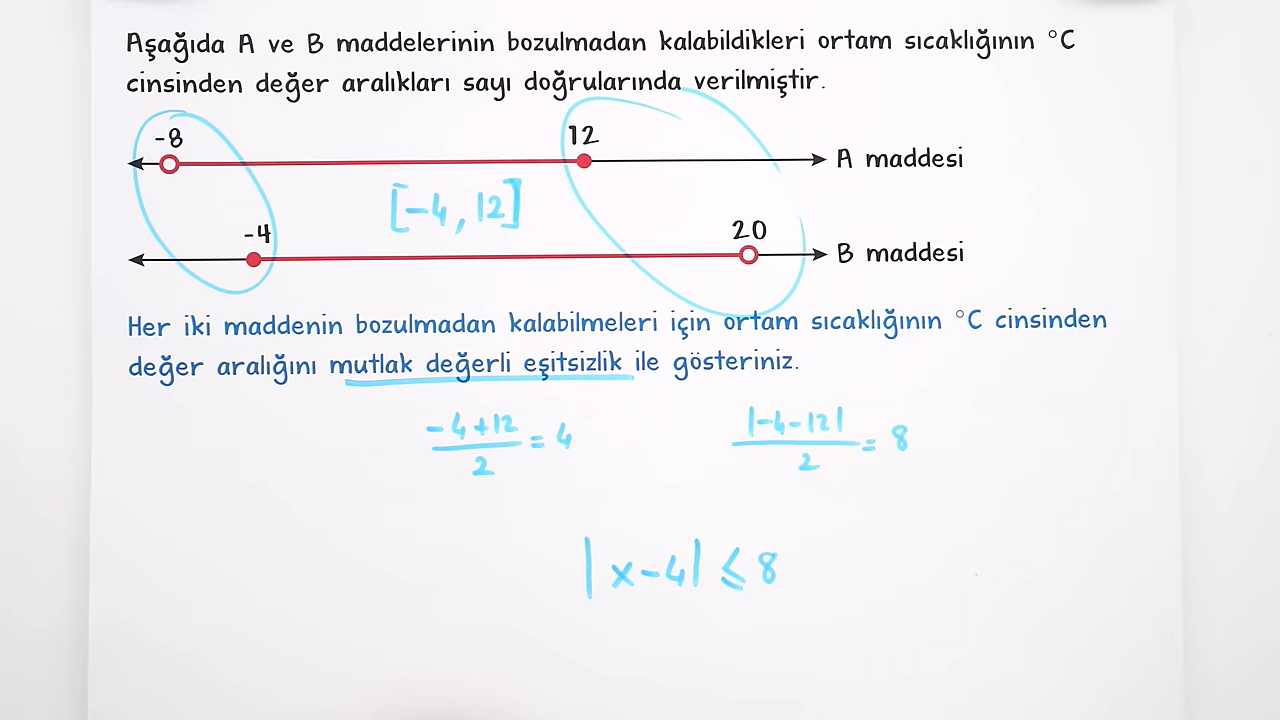 Aşağıda A ve B maddelerinin bozulmadan kalabildikleri ortam sıcaklığının °C
cinsinden değer aralıkları sayı doğrularında verilmiştir.
-8 12
A maddesi
[-4, 12]
-4 20
B maddesi
Her iki maddenin bozulmadan kalabilmeleri için ortam sıcaklığının °C cinsinden
değer aralığını mutlak değerli eşitsizlik ile gösteriniz.
-4+12 / 2 = 4
|-4-12| / 2 = 8
|x-4| ≤ 8